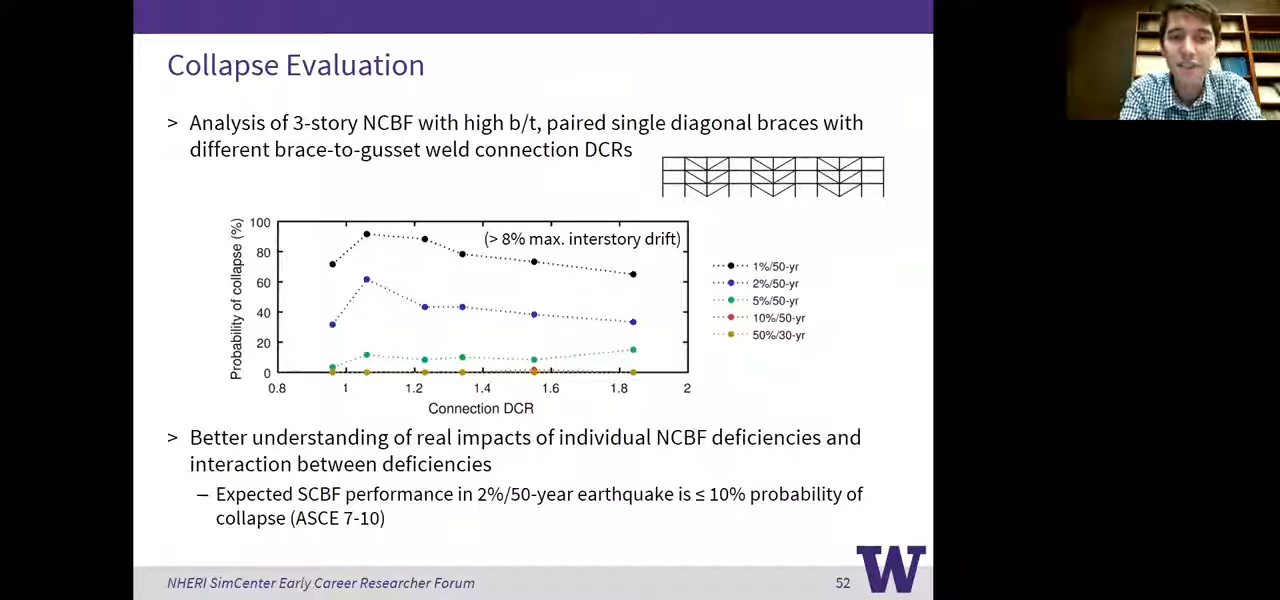 Collapse Evaluation
> Analysis of 3-story NCBF with high b/t, paired single diagonal braces with
different brace-to-gusset weld connection DCRs
(> 8% max. interstory drift)
Probability of collapse (%)
100
80
60
40
20
0
0.8 1 1.2 1.4 1.6 1.8 2
Connection DCR
1%/50-yr
2%/50-yr
5%/50-yr
10%/50-yr
50%/30-yr
> Better understanding of real impacts of individual NCBF deficiencies and
interaction between deficiencies
– Expected SCBF performance in 2%/50-year earthquake is ≤ 10% probability of
collapse (ASCE 7-10)
NHERI SimCenter Early Career Researcher Forum
52
W